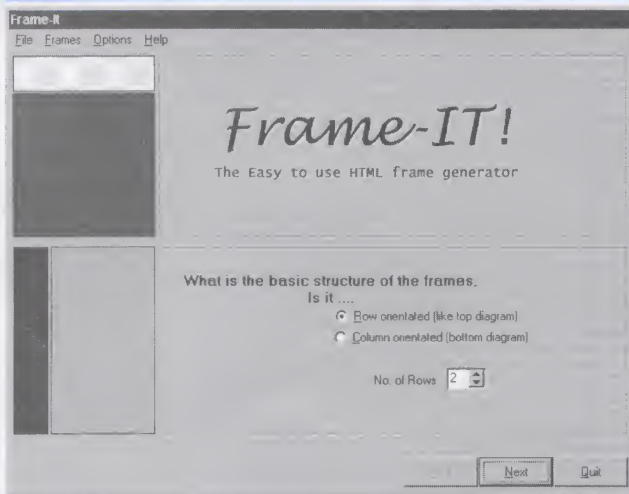 Frame-It
File Frames Options Help
Frame-IT!
The Easy to use HTML frame generator
What is the basic structure of the frames.
Is it ....
Row orientated (like top diagram)
Column orientated (bottom diagram)
No. of Rows 2
Next Quit